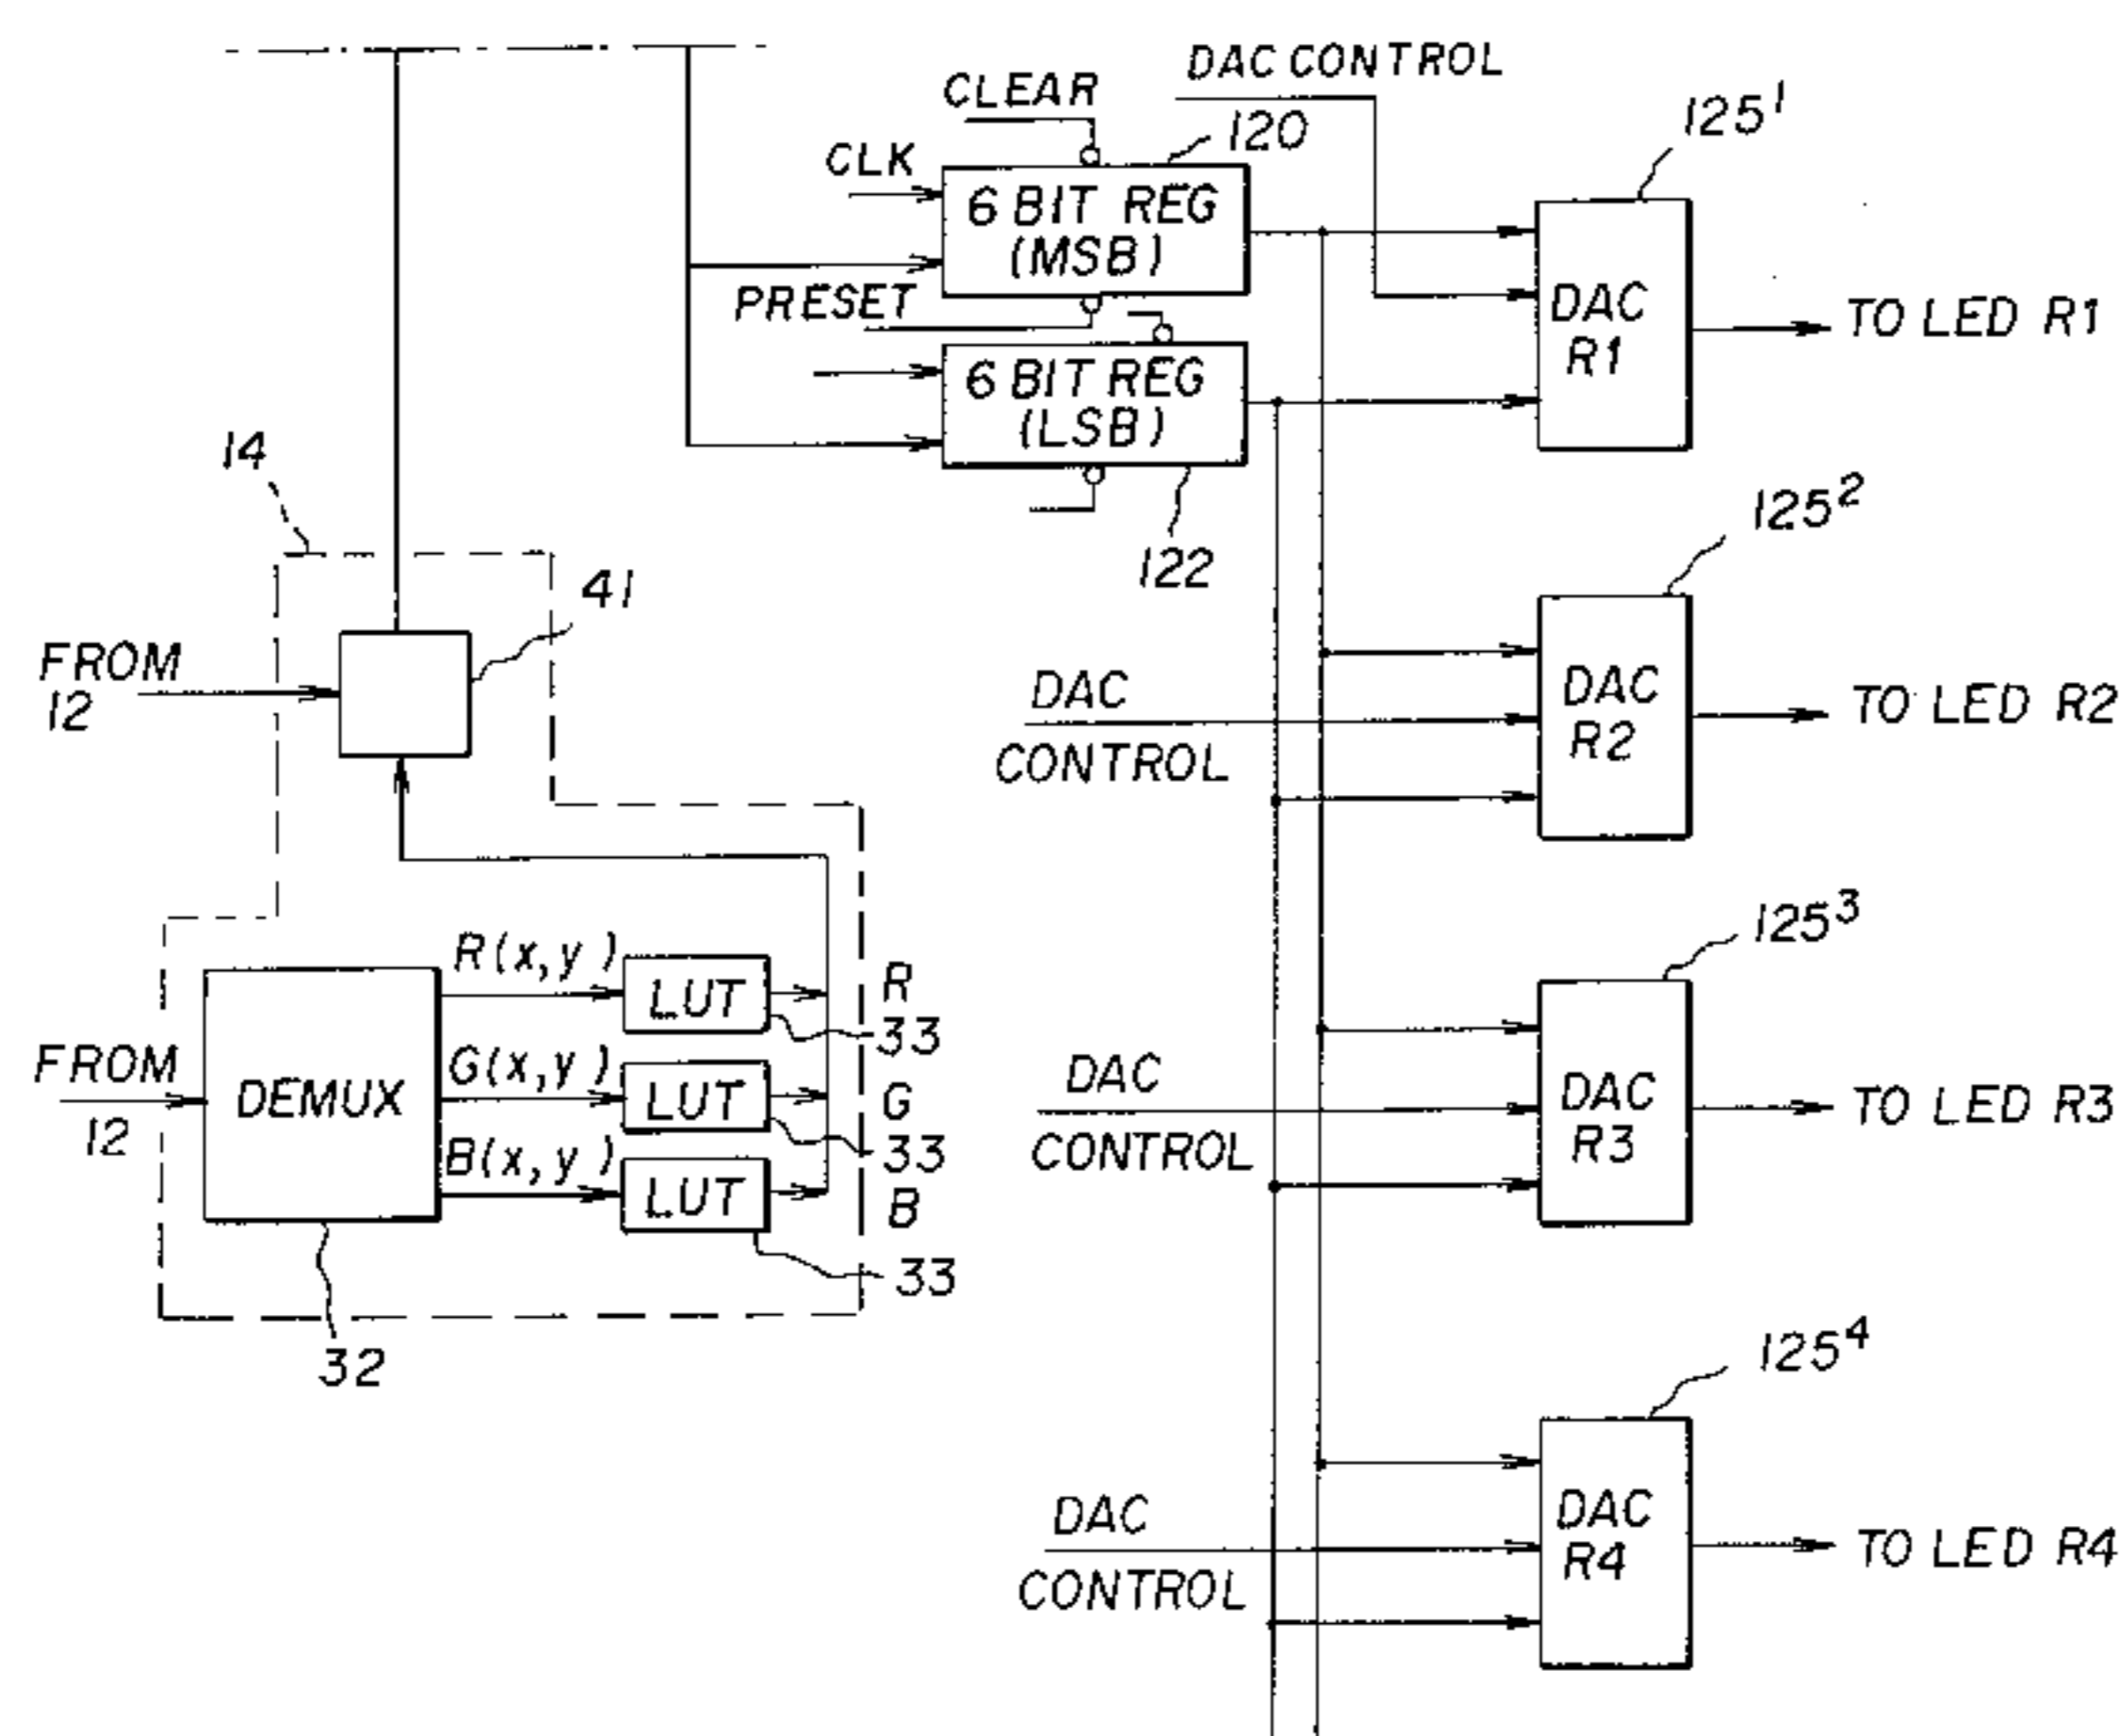 DAC CONTROL
CLEAR
120
125¹
CLK
6 BIT REG
(MSB)
PRESET
DAC
R1
TO LED R1
6 BIT REG
(LSB)
14
122
125²
41
FROM
12
DAC
CONTROL
DAC
R2
TO LED R2
125³
R(x,y)
LUT
R
33
FROM
12
DEMUX
G(x,y)
LUT
G
33
B(x,y)
LUT
B
33
32
DAC
CONTROL
DAC
R3
TO LED R3
125⁴
DAC
CONTROL
DAC
R4
TO LED R4